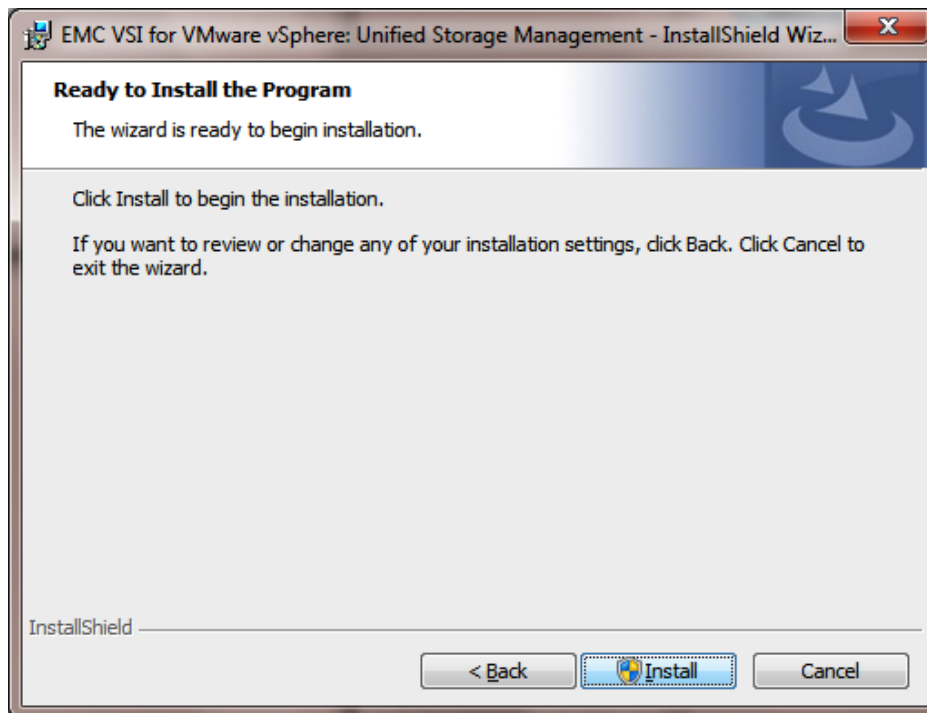 EMC VSI for VMware vSphere: Unified Storage Management - InstallShield Wiz...
Ready to Install the Program
The wizard is ready to begin installation.
Click Install to begin the installation.
If you want to review or change any of your installation settings, click Back. Click Cancel to
exit the wizard.
InstallShield
< Back Install Cancel